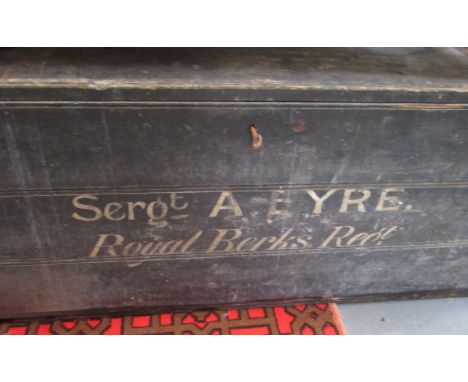 Sergt. A. EYRE.
Royal Berks Regt.